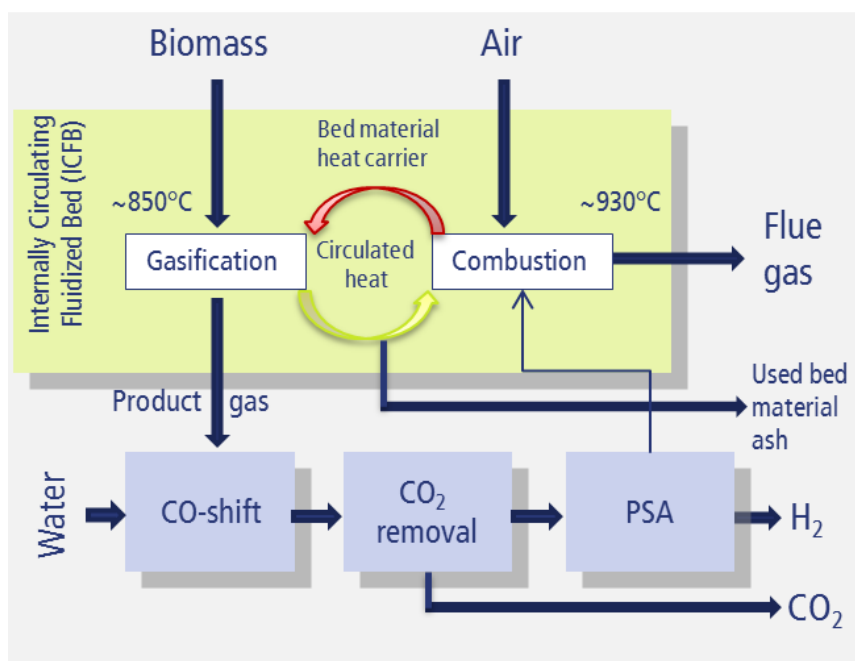 Biomass
Air
Internally Circulating
Fluidized Bed (ICFB)
Bed material
heat carrier
~850°C
~930°C
Gasification
Circulated
heat
Combustion
Flue
gas
Product gas
Used bed
material
ash
Water
CO-shift
CO₂
removal
PSA
H₂
CO₂